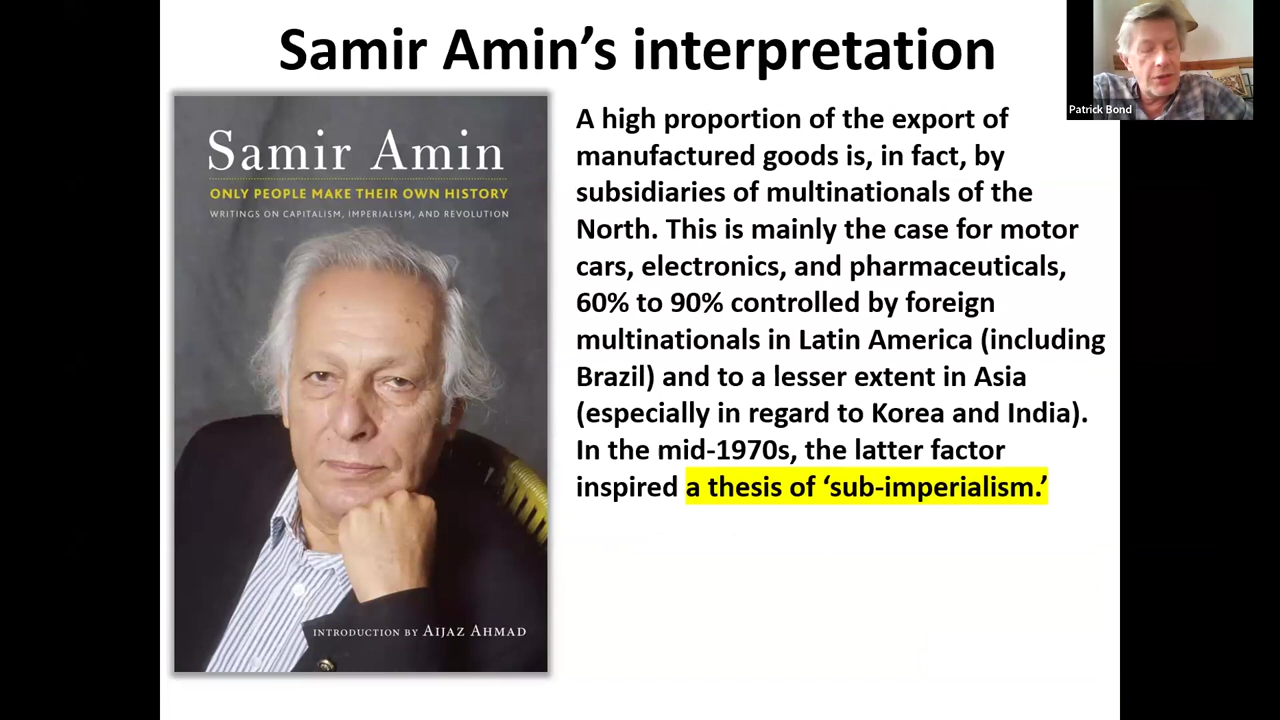 Samir Amin’s interpretation
Patrick Bond
Samir Amin
ONLY PEOPLE MAKE THEIR OWN HISTORY
WRITINGS ON CAPITALISM, IMPERIALISM, AND REVOLUTION
INTRODUCTION BY AIJAZ AHMAD
A high proportion of the export of
manufactured goods is, in fact, by
subsidiaries of multinationals of the
North. This is mainly the case for motor
cars, electronics, and pharmaceuticals,
60% to 90% controlled by foreign
multinationals in Latin America (including
Brazil) and to a lesser extent in Asia
(especially in regard to Korea and India).
In the mid-1970s, the latter factor
inspired a thesis of ‘sub-imperialism.’